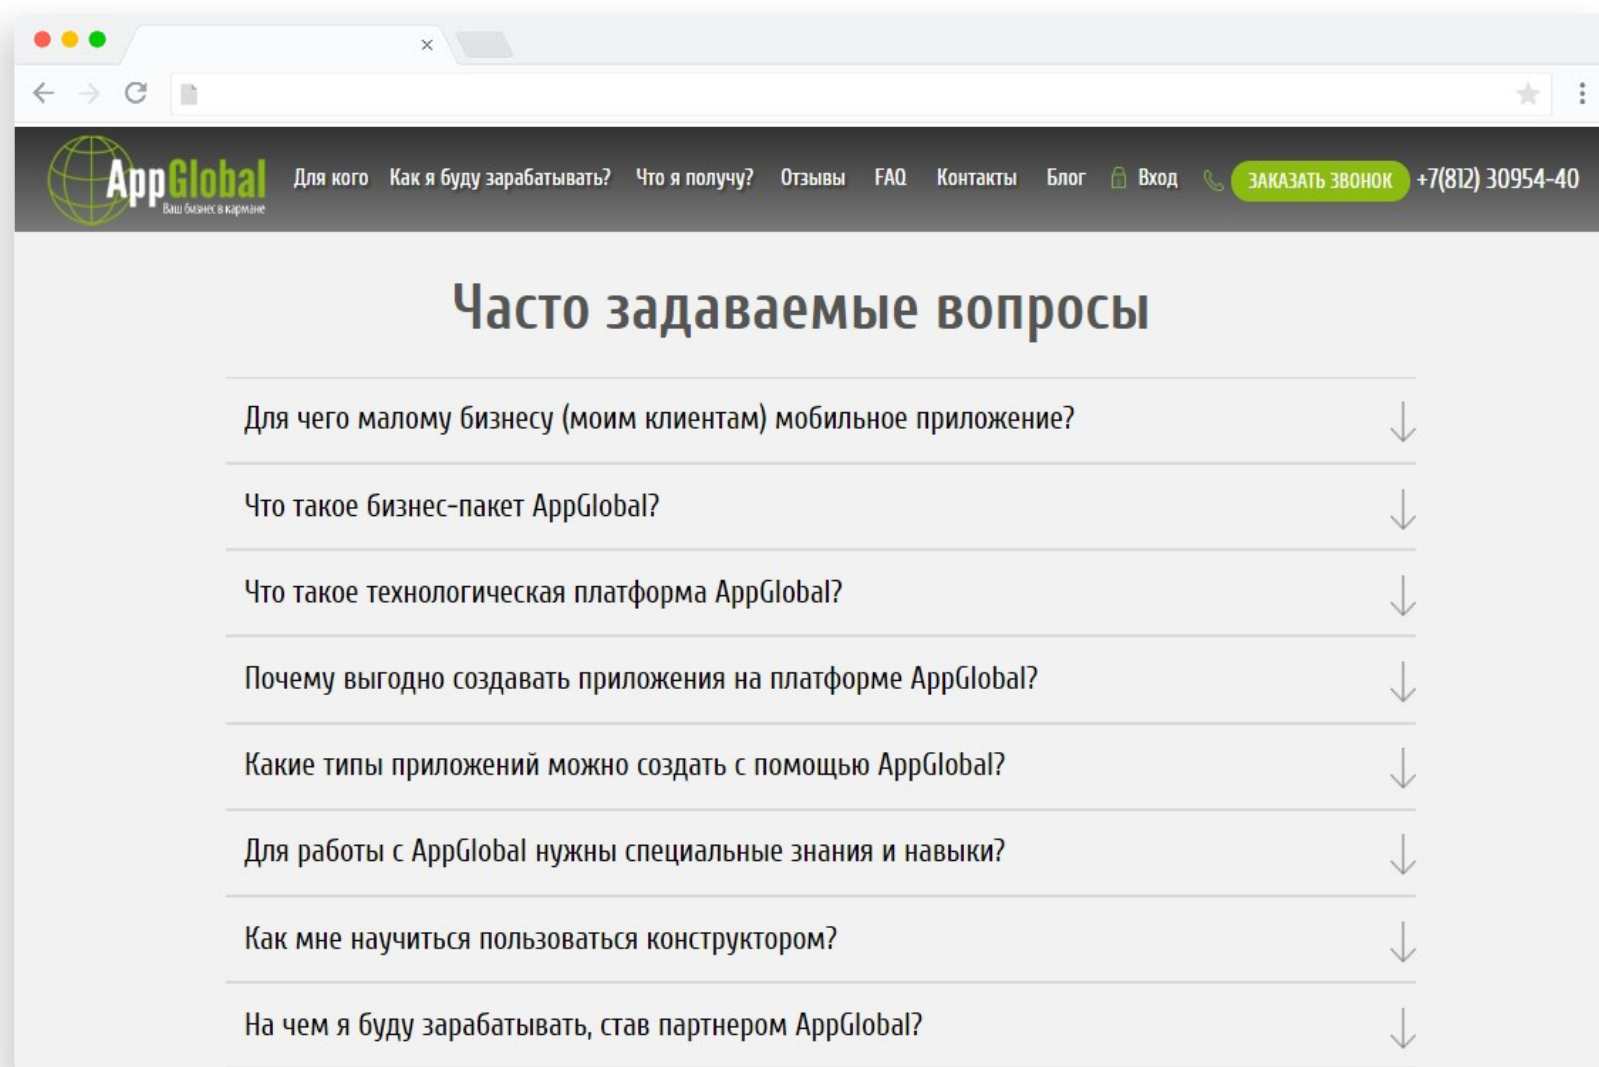 AppGlobal
Ваш бизнес в кармане
Для кого Как я буду зарабатывать? Что я получу? Отзывы FAQ Контакты Блог Вход ЗАКАЗАТЬ ЗВОНОК +7(812) 30954-40
Часто задаваемые вопросы
Для чего малому бизнесу (моим клиентам) мобильное приложение?
Что такое бизнес-пакет AppGlobal?
Что такое технологическая платформа AppGlobal?
Почему выгодно создавать приложения на платформе AppGlobal?
Какие типы приложений можно создать с помощью AppGlobal?
Для работы с AppGlobal нужны специальные знания и навыки?
Как мне научиться пользоваться конструктором?
На чем я буду зарабатывать, став партнером AppGlobal?